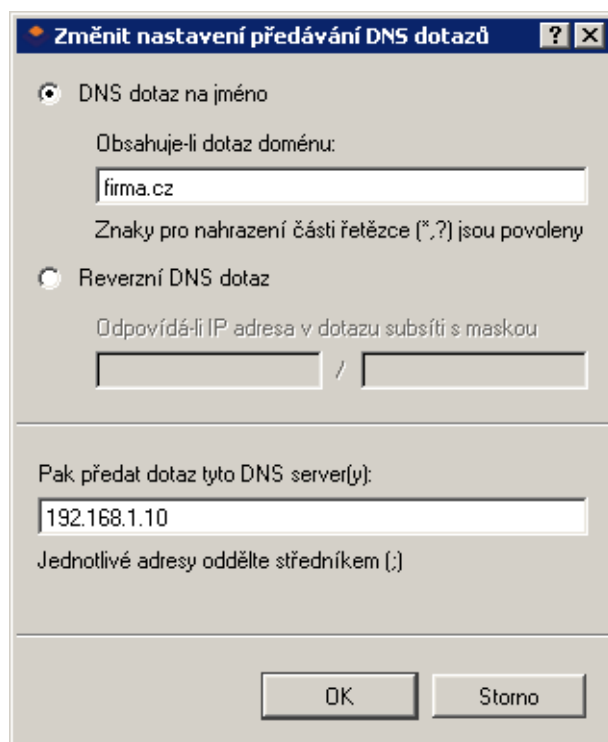 Změnit nastavení předávání DNS dotazů
DNS dotaz na jméno
Obsahuje-li dotaz doménu:
firma.cz
Znaky pro nahrazení části řetězce (*,?) jsou povoleny
Reverzní DNS dotaz
Odpovídá-li IP adresa v dotazu subsíti s maskou
/
Pak předat dotaz tyto DNS server(y):
192.168.1.10
Jednotlivé adresy oddělte středníkem (;)
OK Storno